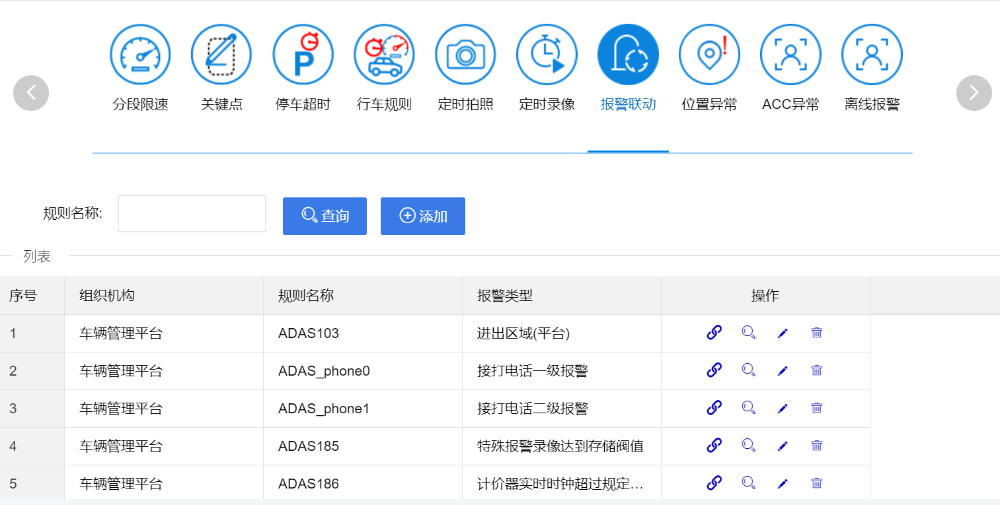 分段限速 关键点 停车超时 行车规则 定时拍照 定时录像 报警联动 位置异常 ACC异常 离线报警
规则名称: 查询 添加
列表
序号 组织机构 规则名称 报警类型 操作
1 车辆管理平台 ADAS103 进出区域(平台)
2 车辆管理平台 ADAS_phone0 接打电话一级报警
3 车辆管理平台 ADAS_phone1 接打电话二级报警
4 车辆管理平台 ADAS185 特殊报警录像达到存储阀值
5 车辆管理平台 ADAS186 计价器实时时钟超过规定...